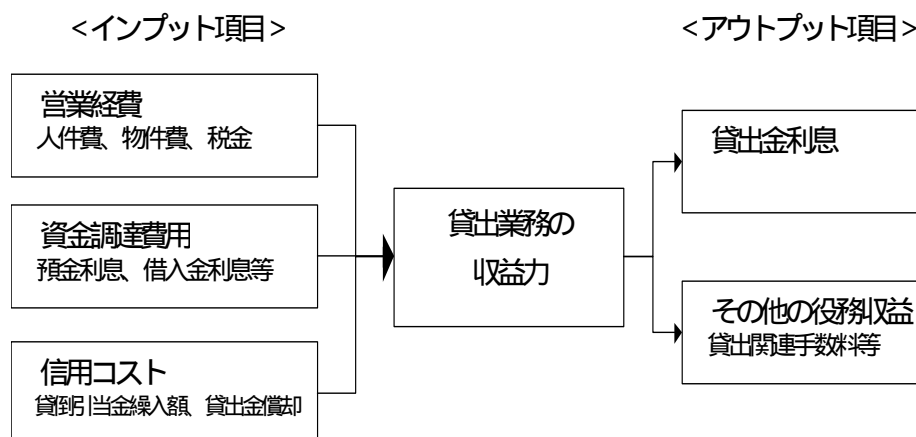 <インプット項目>
<アウトプット項目>
営業経費
人件費、物件費、税金
資金調達費用
預金利息、借入金利息等
信用コスト
貸倒引当金繰入額、貸出金償却
貸出業務の
収益力
貸出金利息
その他の役務収益
貸出関連手数料等